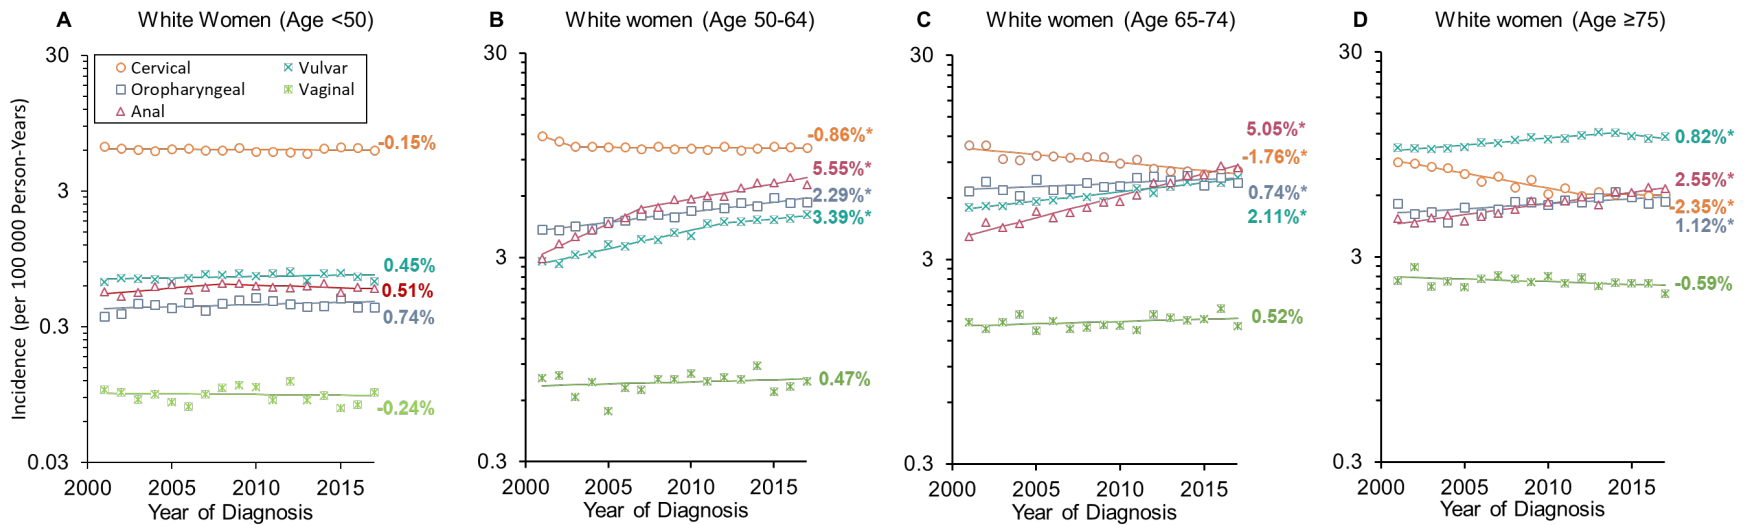 A White Women (Age <50)
30
3
0.3
0.03
Incidence (per 100 000 Person-Years)
Cervical
Vulvar
Oropharyngeal
Vaginal
Anal
-0.15%
0.45%
0.51%
0.74%
-0.24%
2000 2005 2010 2015
Year of Diagnosis
B White women (Age 50-64)
30
3
0.3
-0.86%*
5.55%*
2.29%*
3.39%*
0.47%
2000 2005 2010 2015
Year of Diagnosis
C White women (Age 65-74)
30
3
0.3
5.05%*
-1.76%*
0.74%*
2.11%*
0.52%
2000 2005 2010 2015
Year of Diagnosis
D White women (Age ≥75)
30
3
0.3
0.82%*
2.55%*
-2.35%*
1.12%*
-0.59%
2000 2005 2010 2015
Year of Diagnosis